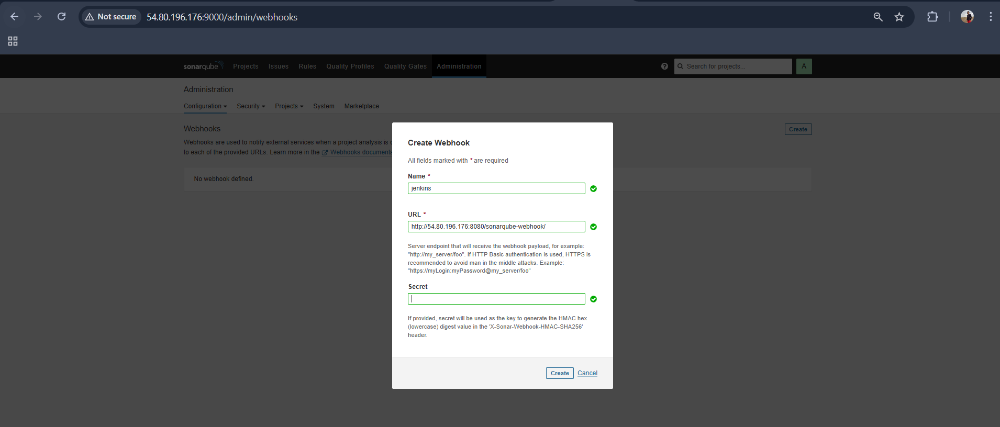 Not secure 54.80.196.176:9000/admin/webhooks
sonarqube Projects Issues Rules Quality Profiles Quality Gates Administration ? Search for projects... A
Administration
Configuration Security Projects System Marketplace
Webhooks
Create
Webhooks are used to notify external services when a project analysis is
to each of the provided URLs. Learn more in the Webhooks documenta
No webhook defined.
Create Webhook
All fields marked with * are required
Name *
jenkins
URL *
http://54.80.196.176:8080/sonarqube-webhook/
Server endpoint that will receive the webhook payload, for example:
"http://my_server/foo". If HTTP Basic authentication is used, HTTPS is
recommended to avoid man in the middle attacks. Example:
"https://myLogin:myPassword@my_server/foo"
Secret
If provided, secret will be used as the key to generate the HMAC hex
(lowercase) digest value in the 'X-Sonar-Webhook-HMAC-SHA256'
header.
Create Cancel